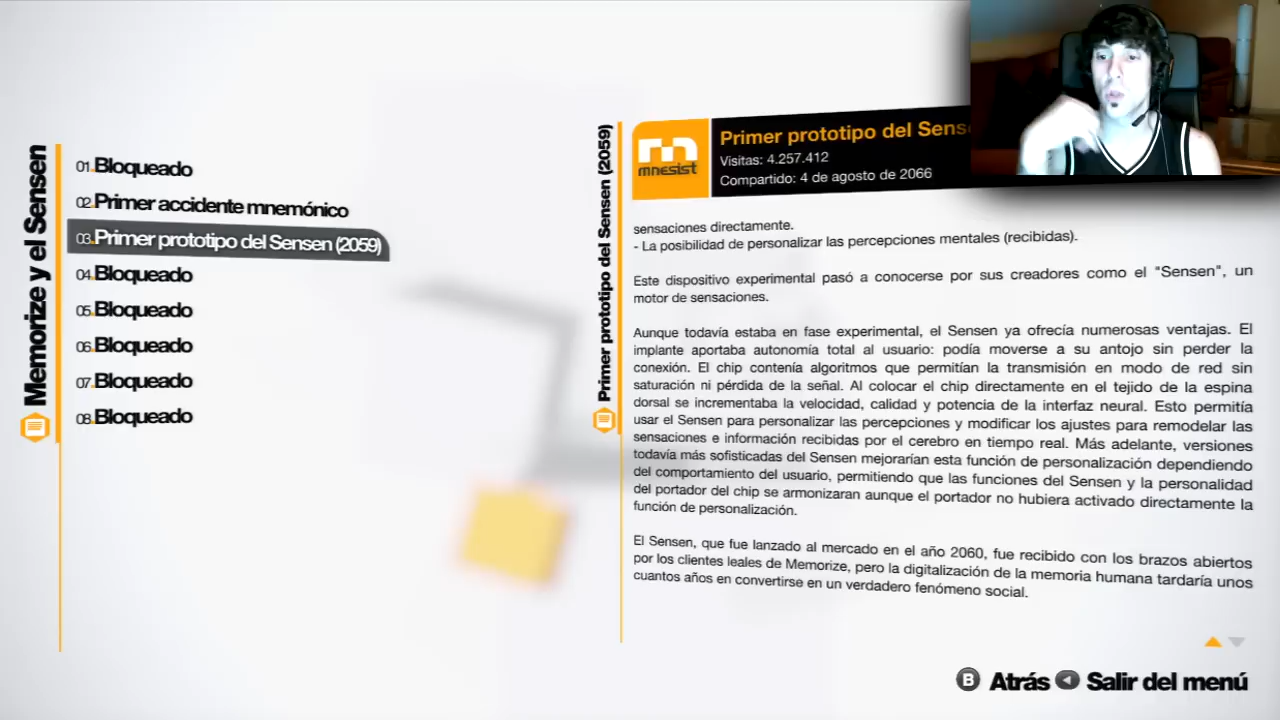 Memorize y el Sensen
01.Bloqueado
02.Primer accidente mnemónico
03.Primer prototipo del Sensen (2059)
04.Bloqueado
05.Bloqueado
06.Bloqueado
07.Bloqueado
08.Bloqueado
Primer prototipo del Sensen (2059)
mnesist
Primer prototipo del Sens
Visitas: 4.257.412
Compartido: 4 de agosto de 2066
sensaciones directamente.
- La posibilidad de personalizar las percepciones mentales (recibidas).
Este dispositivo experimental pasó a conocerse por sus creadores como el "Sensen", un
motor de sensaciones.
Aunque todavía estaba en fase experimental, el Sensen ya ofrecía numerosas ventajas. El
implante aportaba autonomía total al usuario: podía moverse a su antojo sin perder la
conexión. El chip contenía algoritmos que permitían la transmisión en modo de red sin
saturación ni pérdida de la señal. Al colocar el chip directamente en el tejido de la espina
dorsal se incrementaba la velocidad, calidad y potencia de la interfaz neural. Esto permitía
usar el Sensen para personalizar las percepciones y modificar los ajustes para remodelar las
sensaciones e información recibidas por el cerebro en tiempo real. Más adelante, versiones
todavía más sofisticadas del Sensen mejorarían esta función de personalización dependiendo
del comportamiento del usuario, permitiendo que las funciones del Sensen y la personalidad
del portador del chip se armonizaran aunque el portador no hubiera activado directamente la
función de personalización.
El Sensen, que fue lanzado al mercado en el año 2060, fue recibido con los brazos abiertos
por los clientes leales de Memorize, pero la digitalización de la memoria humana tardaría unos
cuantos años en convertirse en un verdadero fenómeno social.
B Atrás Salir del menú